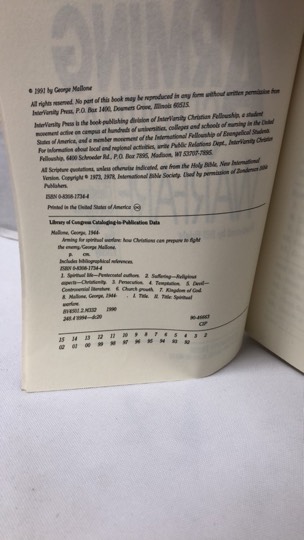 © 1991 by George Mallone
All rights reserved. No part of this book may be reproduced in any form without written permission from
InterVarsity Press, P.O. Box 1400, Downers Grove, Illinois 60515.
InterVarsity Press is the book-publishing division of InterVarsity Christian Fellowship, a student
movement active on campus at hundreds of universities, colleges and schools of nursing in the United
States of America, and a member movement of the International Fellowship of Evangelical Students.
For information about local and regional activities, write Public Relations Dept., InterVarsity Christian
Fellowship, 6400 Schroeder Rd., P.O. Box 7895, Madison, WI 53707-7895.
All Scripture quotations, unless otherwise indicated, are from the Holy Bible, New International
Version. Copyright © 1973, 1978, International Bible Society. Used by permission of Zondervan Bible
Publishers.
ISBN 0-8308-1734-4
Printed in the United States of America
Library of Congress Cataloging-in-Publication Data
Mallone, George, 1944-
Arming for spiritual warfare: how Christians can prepare to fight
the enemy/George Mallone.
p. cm.
Includes bibliographical references.
ISBN 0-8308-1734-4
1. Spiritual life—Pentecostal authors. 2. Suffering—Religious
aspects—Christianity. 3. Persecution. 4. Temptation. 5. Devil—
Controversial literature. 6. Church growth. 7. Kingdom of God.
8. Mallone, George, 1944- . I. Title. II. Title: Spiritual
warfare.
BV4501.2.M332 1990
248.4'8994—dc20
CIP
15 14 13 12 11 10 9 8 7 6 5 4 3 2
02 01 00 99 98 97 96 95 94 93 92